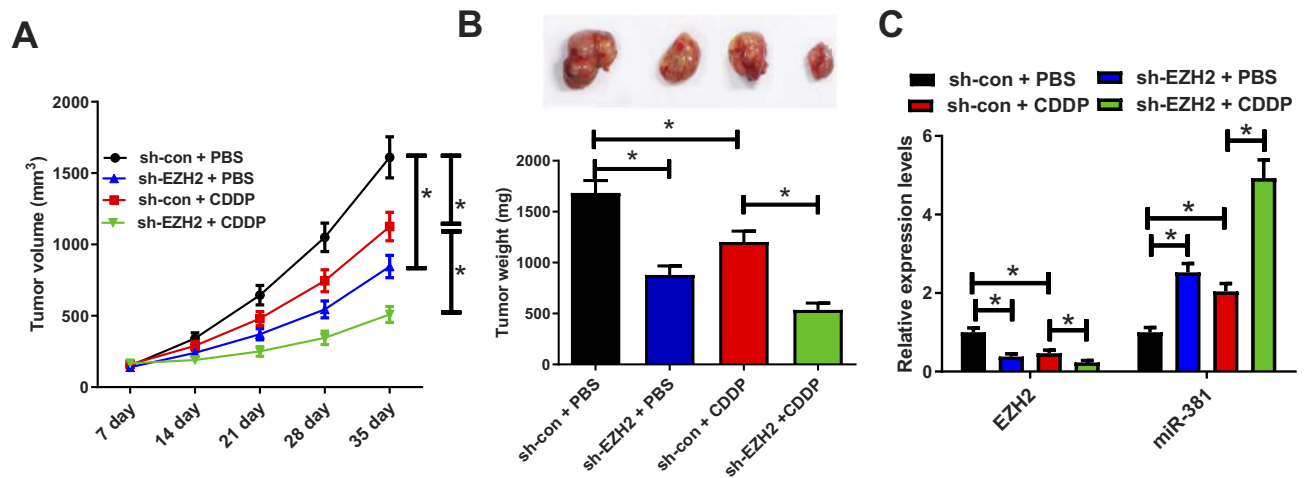 A
Tumor volume (mm³)
2000
1500
1000
500
0
sh-con + PBS
sh-EZH2 + PBS
sh-con + CDDP
sh-EZH2 + CDDP
*
*
*
7 day
14 day
21 day
28 day
35 day
B
*
*
*
Tumor weight (mg)
2000
1500
1000
500
0
sh-con + PBS
sh-EZH2 + PBS
sh-con + CDDP
sh-EZH2 +CDDP
C
sh-con + PBS
sh-EZH2 + PBS
sh-con + CDDP
sh-EZH2 + CDDP
Relative expression levels
6
4
2
0
*
*
*
*
*
*
EZH2
miR-381